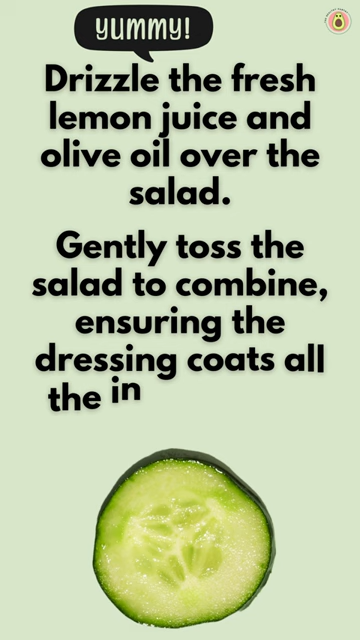 YUMMY!
Drizzle the fresh
lemon juice and
olive oil over the
salad.
Gently toss the
salad to combine,
ensuring the
dressing coats all
the in